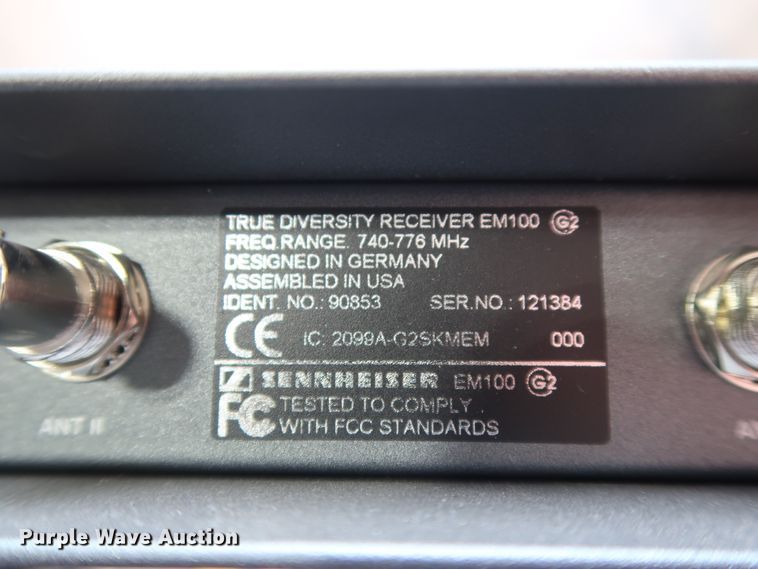 TRUE DIVERSITY RECEIVER EM100 G2
FREQ.RANGE. 740-776 MHz
DESIGNED IN GERMANY
ASSEMBLED IN USA
IDENT. NO.: 90853 SER.NO.: 121384
CE IC: 2099A-G2SKMEM 000
SENNHEISER EM100 G2
FC TESTED TO COMPLY
WITH FCC STANDARDS
ANT II
Purple Wave Auction